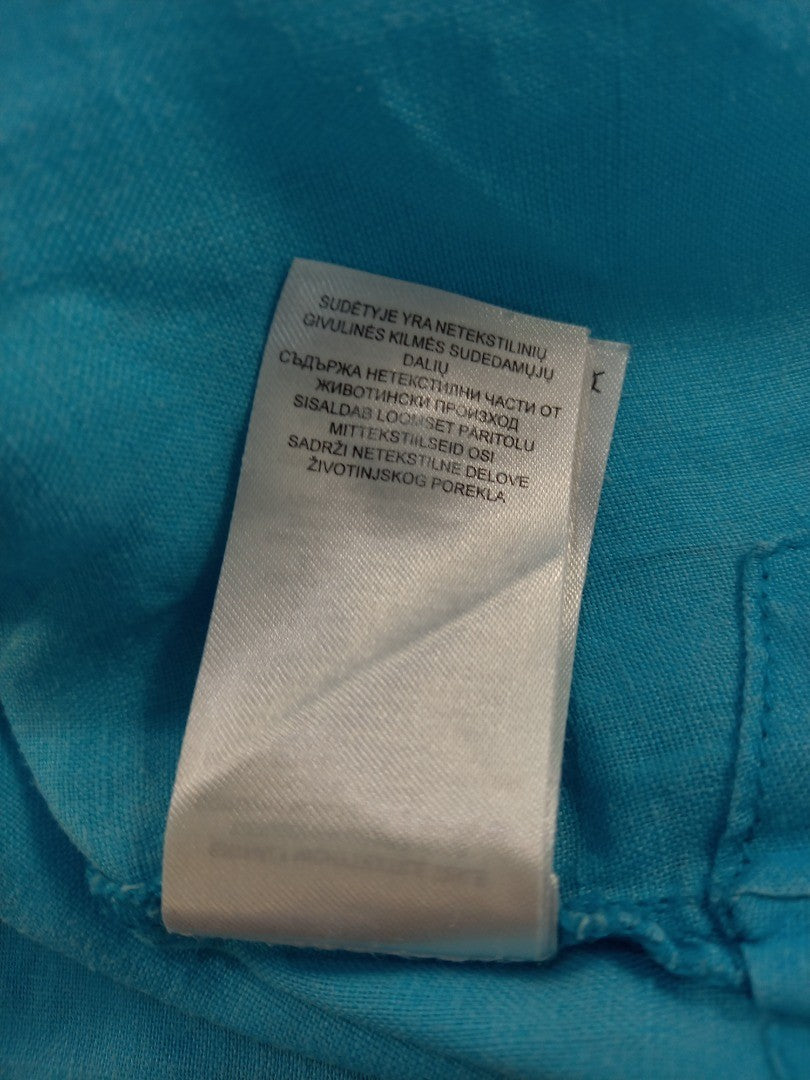 SUDĖTYJE YRA NETEKSTILINIŲ
GIVULINĖS KILMĖS SUDEDAMŲJŲ
DALIŲ
СЪДЪРЖА НЕТЕКСТИЛНИ ЧАСТИ ОТ
ЖИВОТИНСКИ ПРОИЗХОД
SISALDAB LOOMSET PÄRITOLU
MITTEKSTIILSEID OSI
SADRŽI NETEKSTILNE DELOVE
ŽIVOTINJSKOG POREKLA